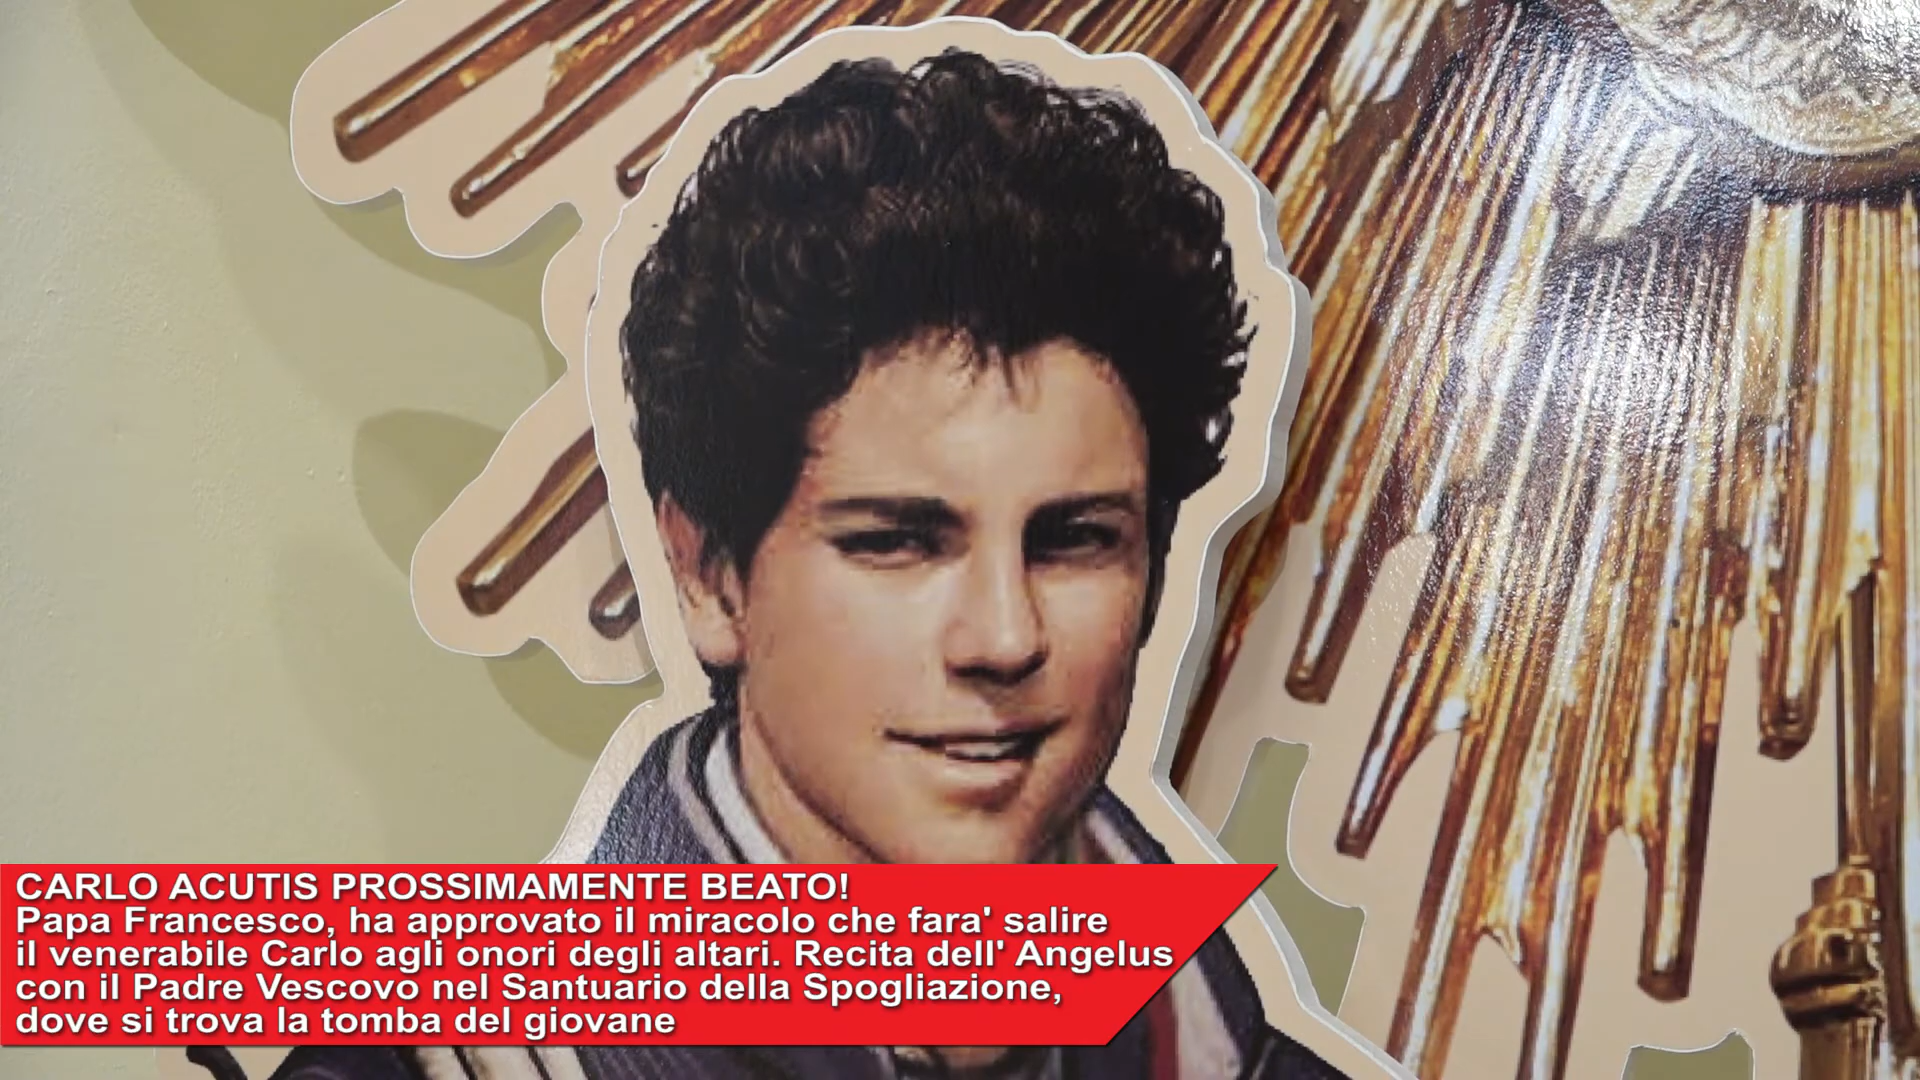 CARLO ACUTIS PROSSIMAMENTE BEATO!
Papa Francesco, ha approvato il miracolo che fara' salire
il venerabile Carlo agli onori degli altari. Recita dell' Angelus
con il Padre Vescovo nel Santuario della Spogliazione,
dove si trova la tomba del giovane